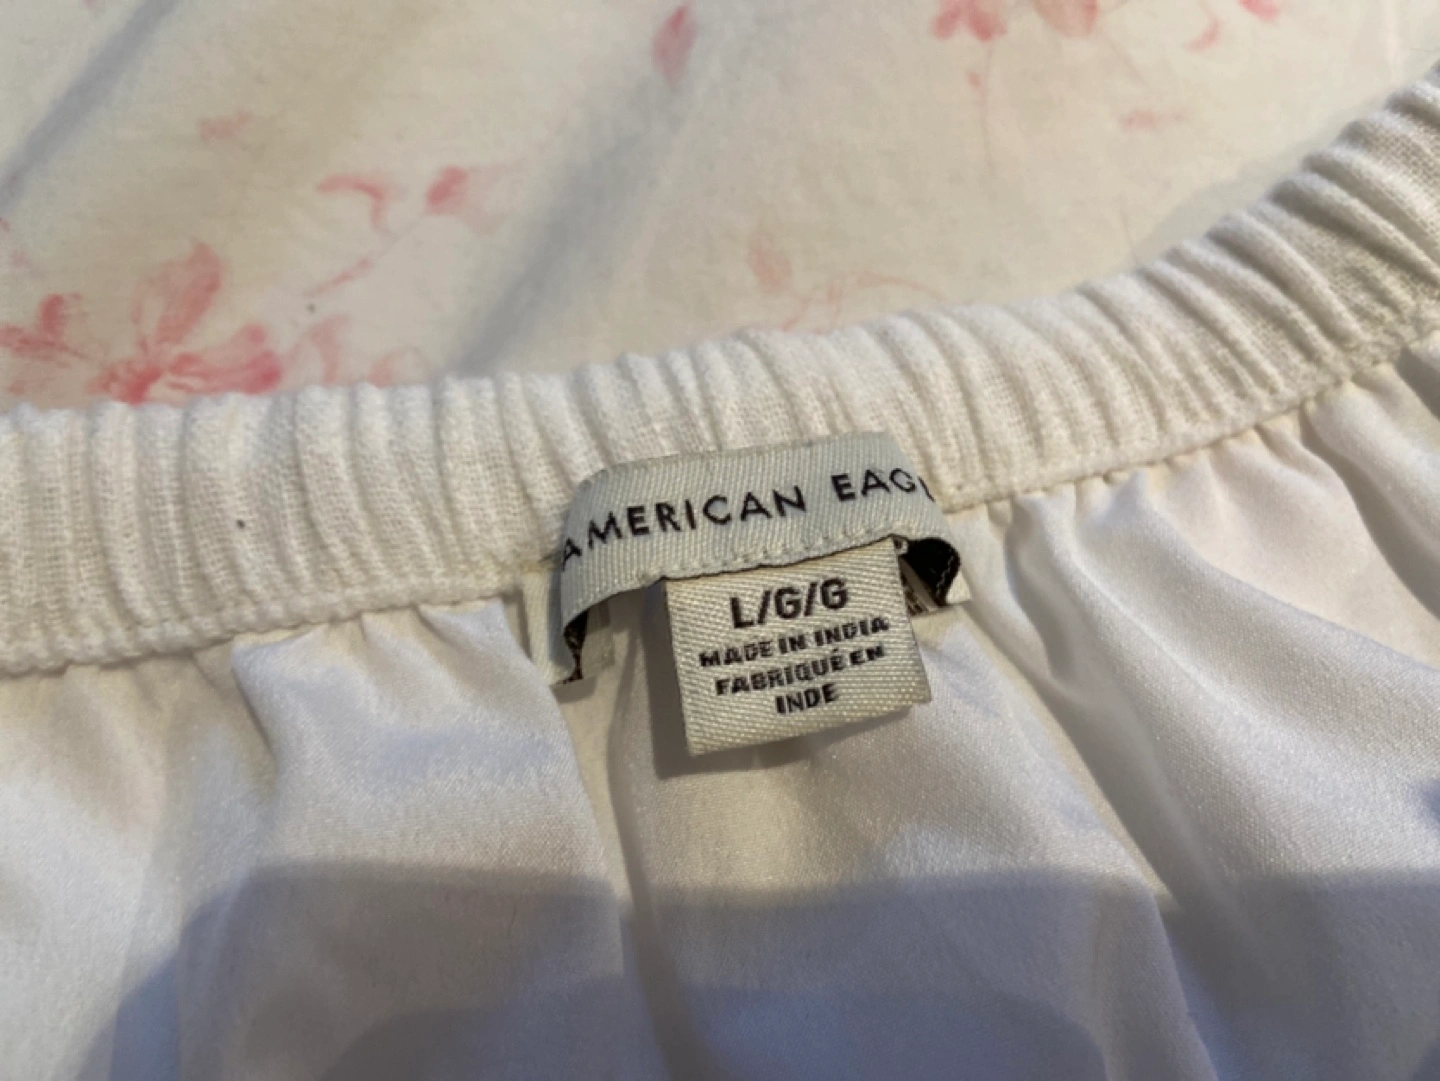 AMERICAN EAG
L/G/G
MADE IN INDIA
FABRIQUÉ EN
INDE